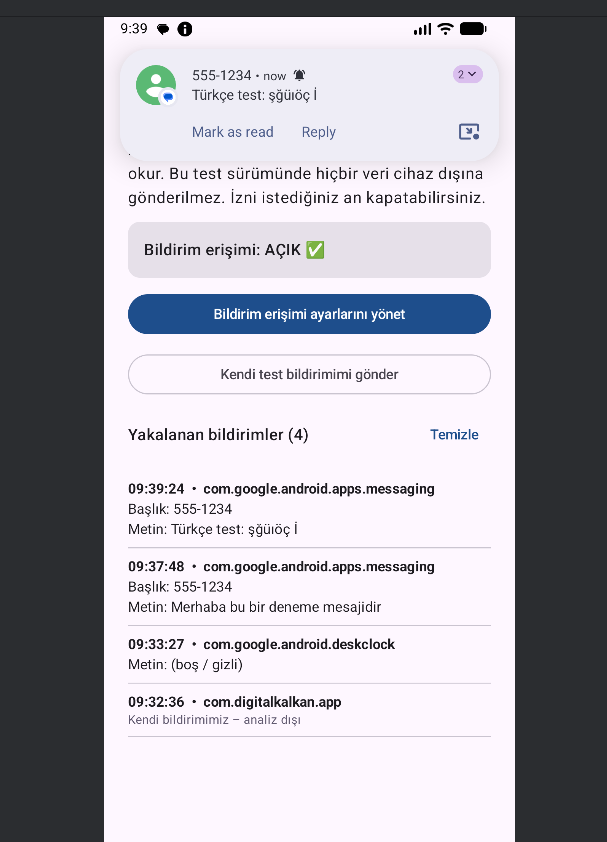 9:39
555-1234 • now
2
Türkçe test: şğüıöç İ
Mark as read Reply
okur. Bu test sürümünde hiçbir veri cihaz dışına
gönderilmez. İzni istediğiniz an kapatabilirsiniz.
Bildirim erişimi: AÇIK ✅
Bildirim erişimi ayarlarını yönet
Kendi test bildirimimi gönder
Yakalanan bildirimler (4) Temizle
09:39:24 • com.google.android.apps.messaging
Başlık: 555-1234
Metin: Türkçe test: şğüıöç İ
09:37:48 • com.google.android.apps.messaging
Başlık: 555-1234
Metin: Merhaba bu bir deneme mesajidir
09:33:27 • com.google.android.deskclock
Metin: (boş / gizli)
09:32:36 • com.digitalkalkan.app
Kendi bildirimimiz – analiz dışı